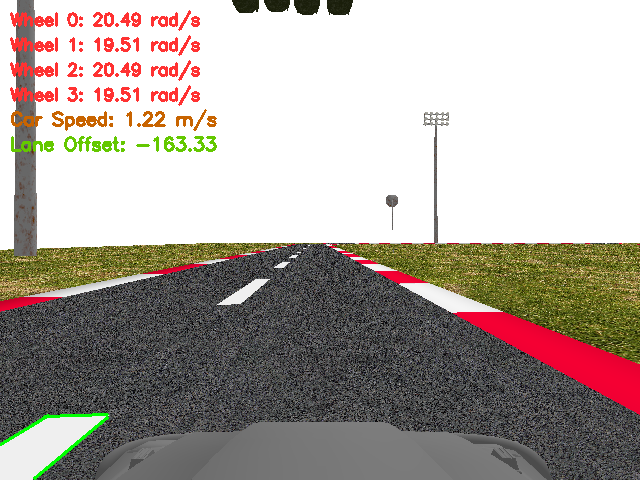 Wheel 0: 20.49 rad/s
Wheel 1: 19.51 rad/s
Wheel 2: 20.49 rad/s
Wheel 3: 19.51 rad/s
Car Speed: 1.22 m/s
Lane Offset: -163.33